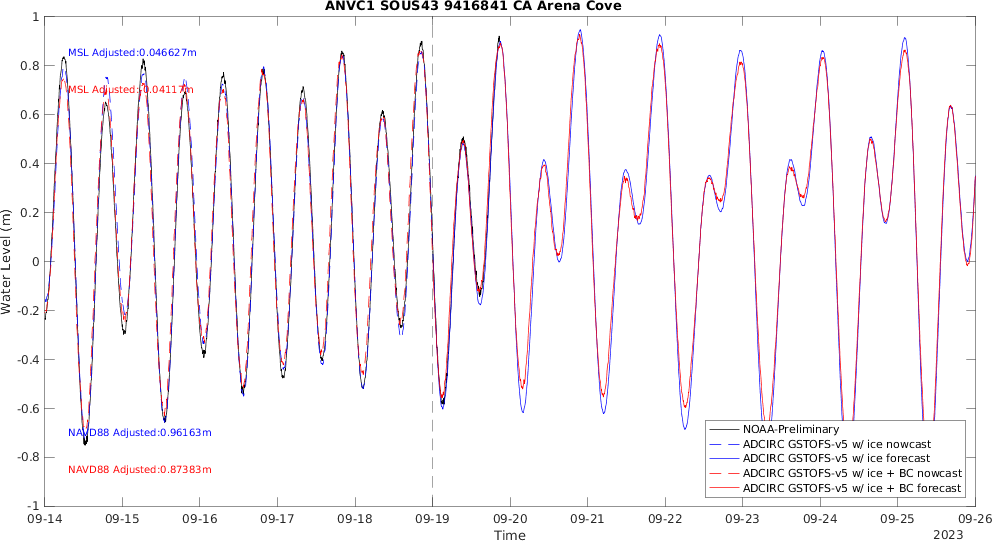 ANVC1 SOUS43 9416841 CA Arena Cove
1
0.8
0.6
0.4
0.2
0
-0.2
-0.4
-0.6
-0.8
-1
Water Level (m)
MSL Adjusted:0.046627m
MSL Adjusted:-0.04117m
NAVD88 Adjusted:0.96163m
NAVD88 Adjusted:0.87383m
NOAA-Preliminary
ADCIRC GSTOFS-v5 w/ ice nowcast
ADCIRC GSTOFS-v5 w/ ice forecast
ADCIRC GSTOFS-v5 w/ ice + BC nowcast
ADCIRC GSTOFS-v5 w/ ice + BC forecast
09-14 09-15 09-16 09-17 09-18 09-19 09-20 09-21 09-22 09-23 09-24 09-25 09-26
Time
2023